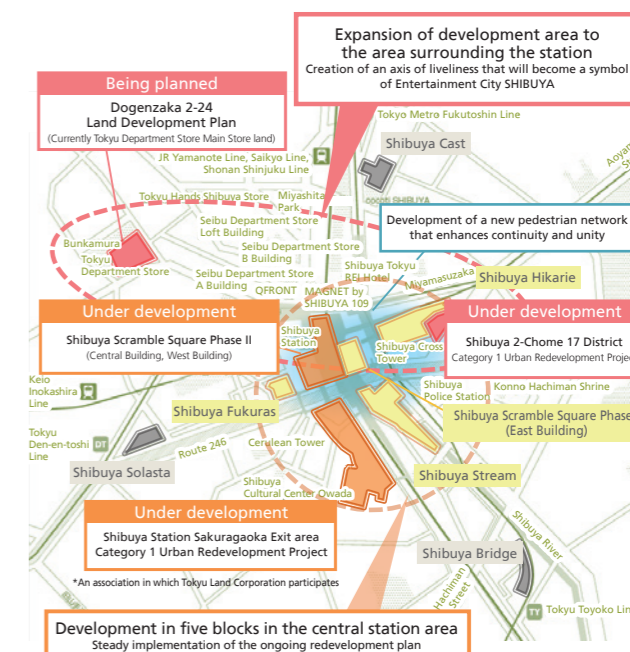 Expansion of development area to
the area surrounding the station
Creation of an axis of liveliness that will become a symbol
of Entertainment City SHIBUYA
Being planned
Dogenzaka 2-24
Land Development Plan
(Currently Tokyu Department Store Main Store land)
Tokyo Metro Fukutoshin Line
Shibuya Cast
JR Yamanote Line, Saikyo Line,
Shonan Shinjuku Line
Tokyu Hands Shibuya Store
Miyashita
Park
cocoti SHIBUYA
Seibu Department Store
Loft Building
Development of a new pedestrian network
that enhances continuity and unity
Bunkamura
Tokyu
Department Store
Seibu Department Store
B Building
Seibu Department Store
A Building
Shibuya Tokyu
REI Hotel
Miyamasuzaka
Shibuya Hikarie
QFRONT
MAGNET by
SHIBUYA 109
Under development
Shibuya Scramble Square Phase II
(Central Building, West Building)
Shibuya
Station
Under development
Shibuya 2-Chome 17 District
Category 1 Urban Redevelopment
Shibuya Cross
Tower
Keio
Inokashira
Line
Shibuya
Police Station
Konno Hachiman Shrine
Shibuya Fukuras
Shibuya Scramble Square Phase
(East Building)
Tokyu
Den-en-toshi
Line
DT
Route 246
Cerulean Tower
Shibuya Solasta
Shibuya Stream
Shibuya
Cultural Center Owada
Under development
Shibuya Station Sakuragaoka Exit area
Category 1 Urban Redevelopment Project
Shibuya River
Shibuya Bridge
*An association in which Tokyu Land Corporation participates
Hachiman
Street
TY
Tokyu Toyoko
Development in five blocks in the central station area
Steady implementation of the ongoing redevelopment plan